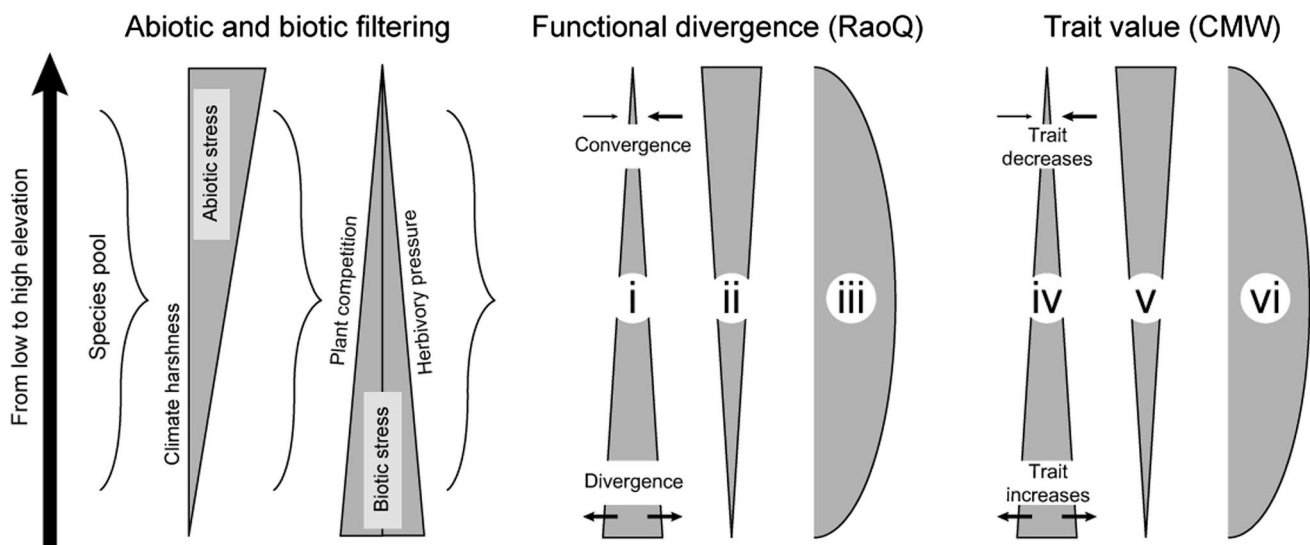 Abiotic and biotic filtering
Functional divergence (RaoQ)
Trait value (CMW)
From low to high elevation
Species pool
Climate harshness
Abiotic stress
Plant competition
Herbivory pressure
Biotic stress
Convergence
Divergence
i
ii
iii
Trait
decreases
Trait
increases
iv
v
vi